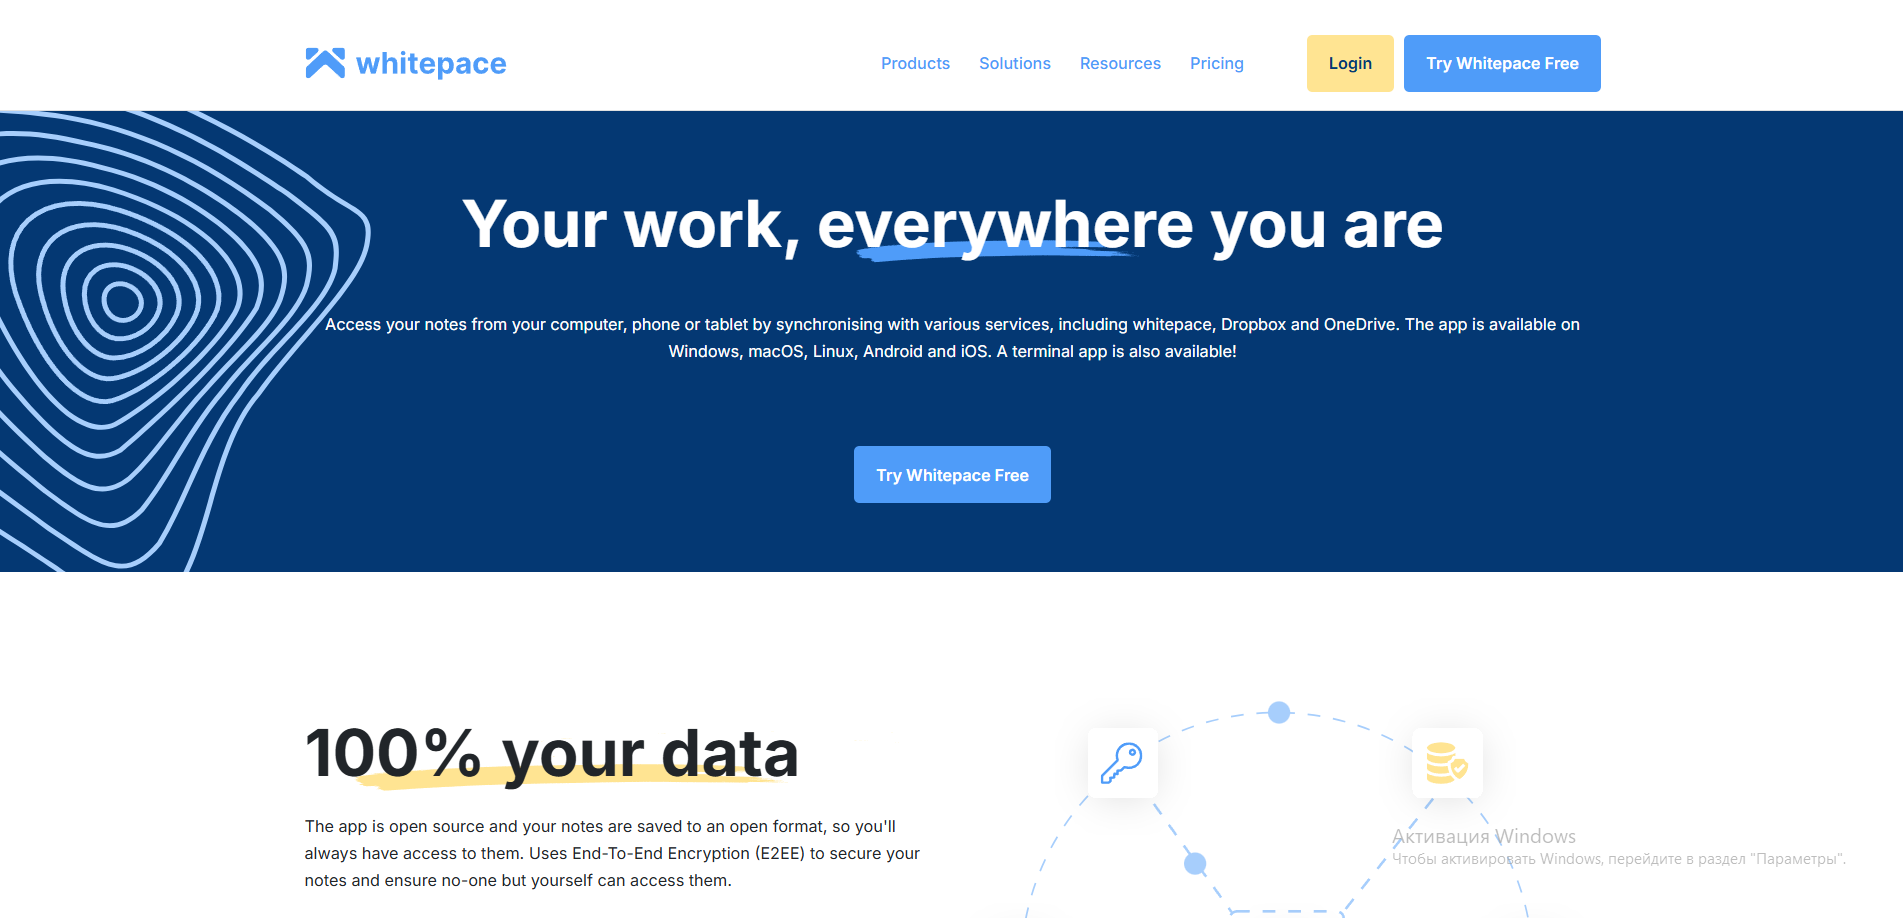 whitepace
Products
Solutions
Resources
Pricing
Login
Try Whitepace Free
Your work, everywhere you are
Access your notes from your computer, phone or tablet by synchronising with various services, including whitepace, Dropbox and OneDrive. The app is available on
Windows, macOS, Linux, Android and iOS. A terminal app is also available!
Try Whitepace Free
100% your data
The app is open source and your notes are saved to an open format, so you'll
always have access to them. Uses End-To-End Encryption (E2EE) to secure your
notes and ensure no-one but yourself can access them.
Активация Windows
Чтобы активировать Windows, перейдите в раздел "Параметры".